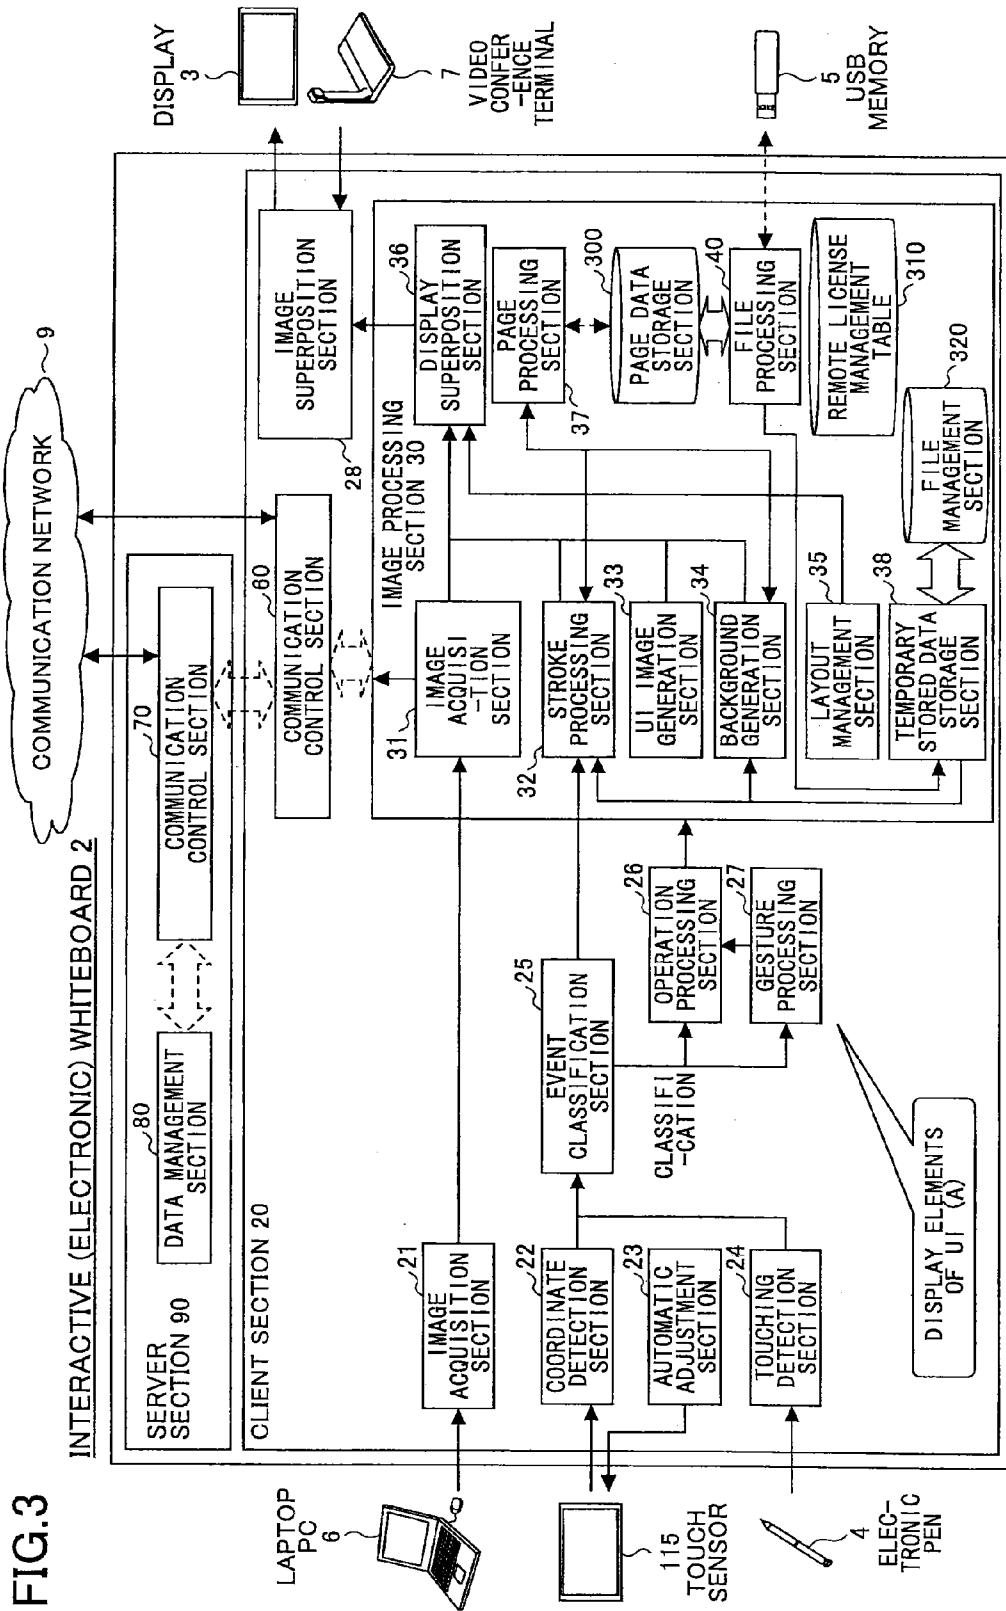 FIG.3
INTERACTIVE (ELECTRONIC) WHITEBOARD 2
COMMUNICATION NETWORK
9
SERVER
SECTION 90
80
DATA MANAGEMENT
SECTION
70
COMMUNICATION
CONTROL SECTION
CLIENT SECTION 20
60
COMMUNICATION
CONTROL SECTION
28
IMAGE
SUPERPOSITION
SECTION
DISPLAY
3
7
VIDEO
CONFER
-ENCE
TERMINAL
LAPTOP
PC
6
21
IMAGE
ACQUISITION
SECTION
IMAGE PROCESSING
SECTION 30
31
IMAGE
ACQUISI
-TION
SECTION
36
DISPLAY
SUPERPOSITION
SECTION
115
TOUCH
SENSOR
22
COORDINATE
DETECTION
SECTION
25
EVENT
CLASSIFICATION
SECTION
32
STROKE
PROCESSING
SECTION
37
PAGE
PROCESSING
SECTION
23
AUTOMATIC
ADJUSTMENT
SECTION
CLASSIFI
-CATION
26
OPERATION
PROCESSING
SECTION
33
UI IMAGE
GENERATION
SECTION
300
PAGE DATA
STORAGE
SECTION
4
ELEC-
TRONIC
PEN
24
TOUCHING
DETECTION
SECTION
27
GESTURE
PROCESSING
SECTION
34
BACKGROUND
GENERATION
SECTION
40
FILE
PROCESSING
SECTION
5
USB
MEMORY
35
LAYOUT
MANAGEMENT
SECTION
REMOTE LICENSE
MANAGEMENT
TABLE
310
DISPLAY ELEMENTS
OF UI (A)
38
TEMPORARY
STORED DATA
STORAGE
SECTION
FILE
MANAGEMENT
SECTION
320